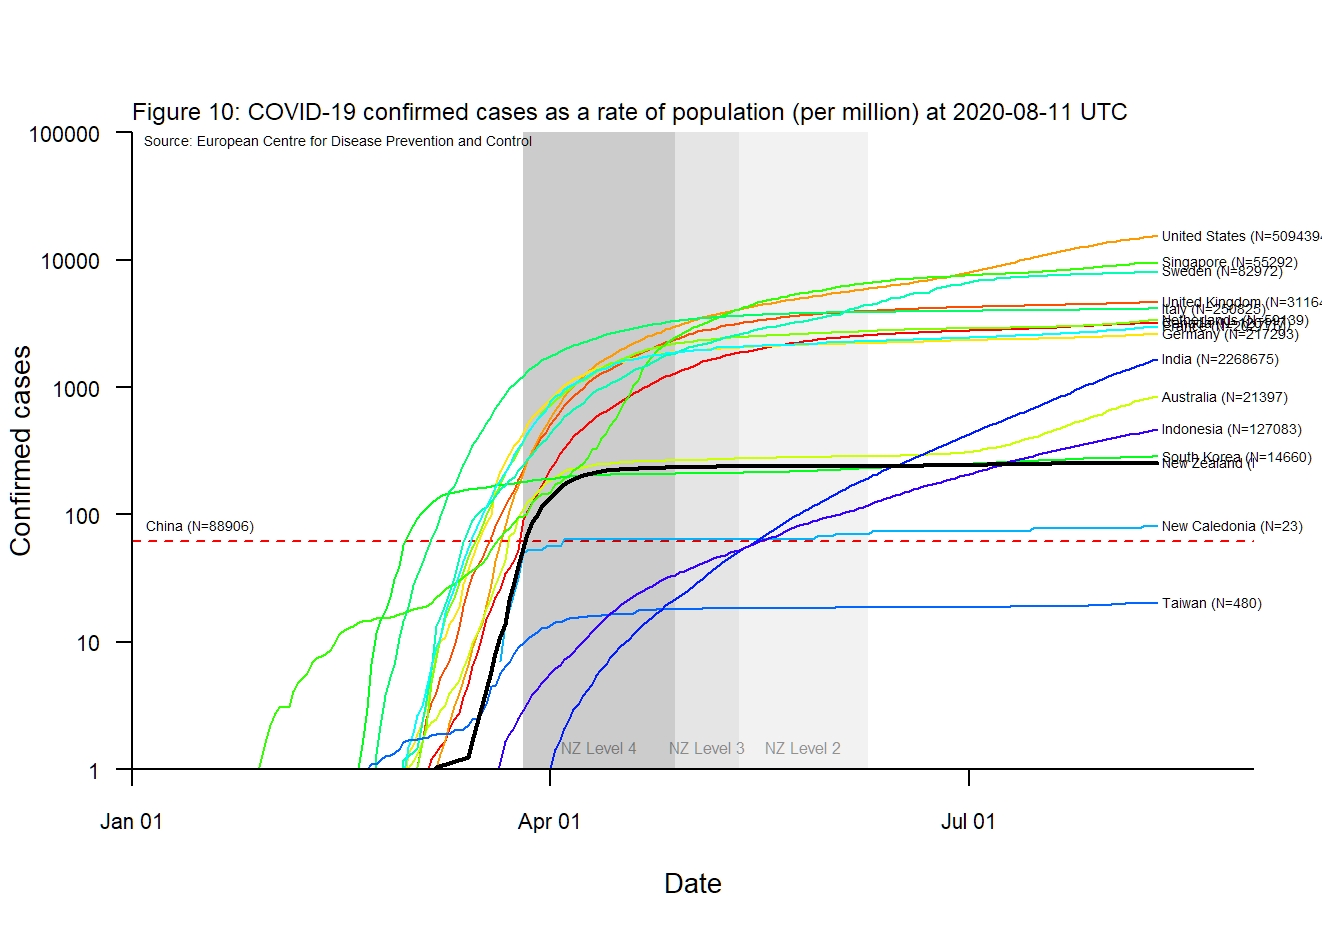 Figure 10: COVID-19 confirmed cases as a rate of population (per million) at 2020-08-11 UTC
Source: European Centre for Disease Prevention and Control
100000
10000
1000
100
10
1
Confirmed cases
United States (N=509439
Singapore (N=55292)
Sweden (N=82972)
United Kingdom (N=31164
Italy (N=250825)
Netherlands (N=59139)
Germany (N=217293)
India (N=2268675)
Australia (N=21397)
Indonesia (N=127083)
South Korea (N=14660)
New Zealand (
China (N=88906)
New Caledonia (N=23)
Taiwan (N=480)
NZ Level 4
NZ Level 3
NZ Level 2
Jan 01
Apr 01
Jul 01
Date